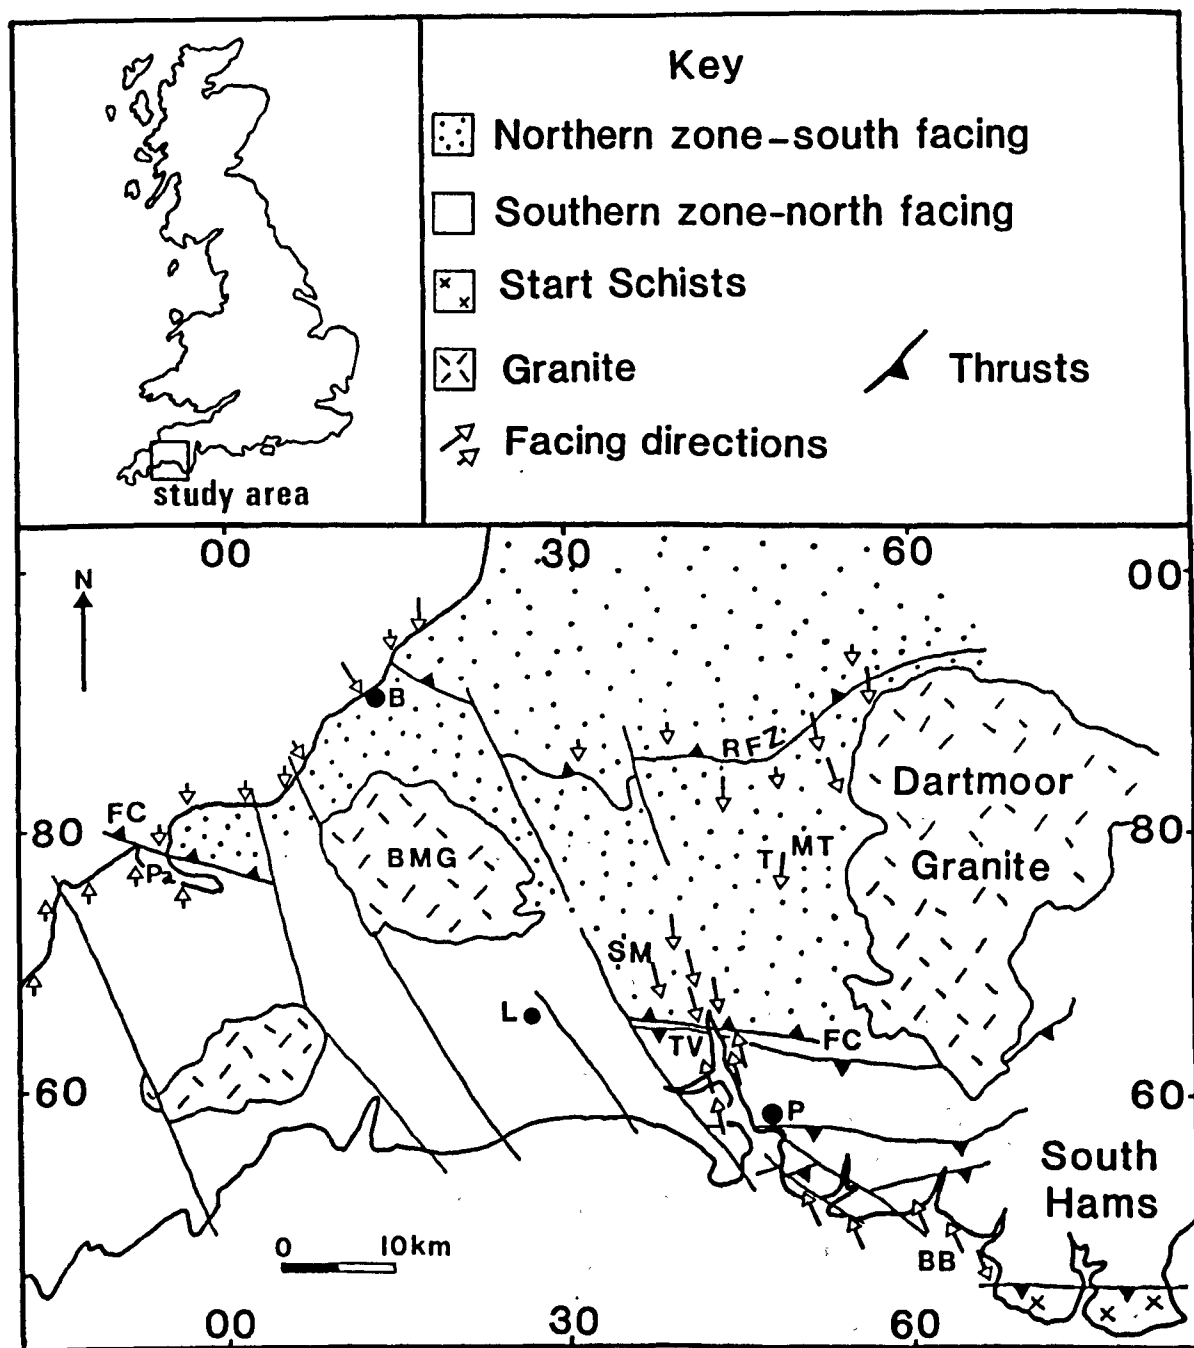 Key
Northern zone-south facing
Southern zone-north facing
Start Schists
Granite
Thrusts
Facing directions
study area
00
30
60
00
N
B
RFZ
Dartmoor
Granite
FC
80
80
Pa
BMG
T
MT
SM
L
TV
FC
60
60
P
South
Hams
BB
0
10km
00
30
60